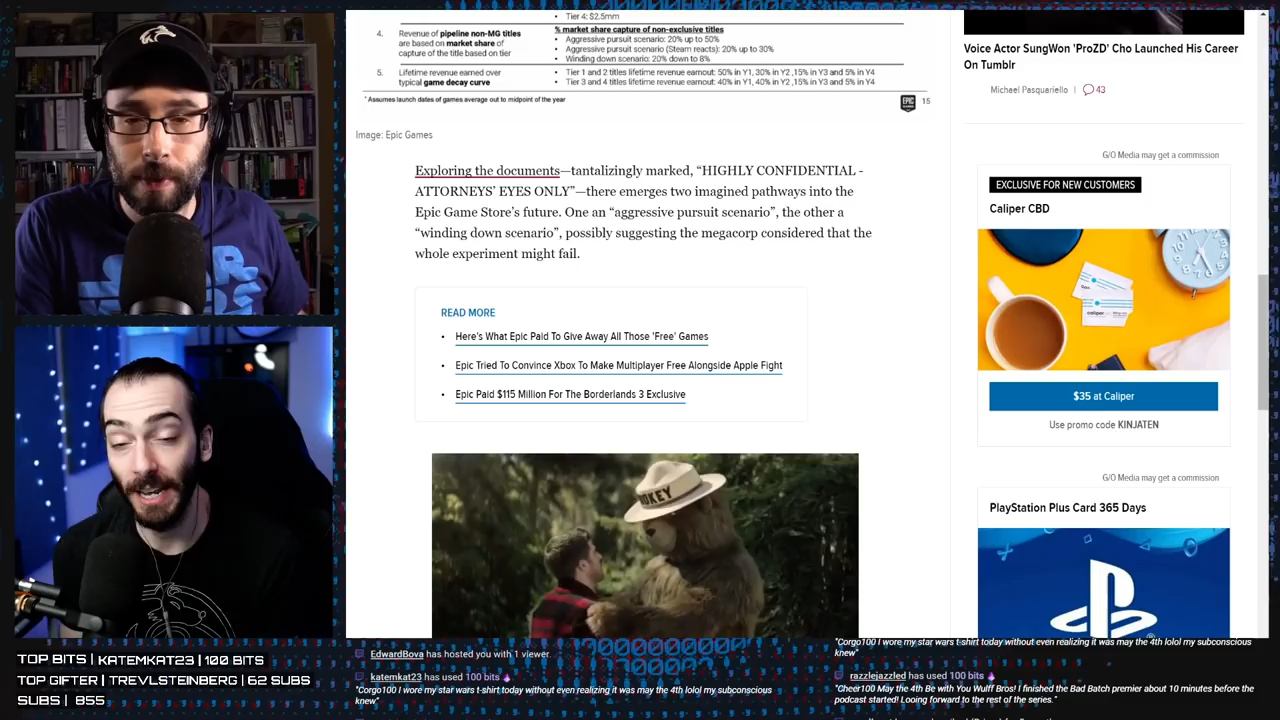 Tier 4: $2.5mm
4. Revenue of pipeline non-MG titles are based on market share of capture of the title based on tier
% market share capture of non-exclusive titles
• Aggressive pursuit scenario: 20% up to 50%
• Aggressive pursuit scenario (Steam reacts): 20% up to 30%
• Winding down scenario: 20% down to 8%
5. Lifetime revenue earned over typical game decay curve
• Tier 1 and 2 titles lifetime revenue earnout: 50% in Y1, 30% in Y2 ,15% in Y3 and 5% in Y4
• Tier 3 and 4 titles lifetime revenue earnout: 40% in Y1, 40% in Y2 ,15% in Y3 and 5% in Y4
* Assumes launch dates of games average out to midpoint of the year
EPIC GAMES
15
Image: Epic Games
Exploring the documents—tantalizingly marked, “HIGHLY CONFIDENTIAL -
ATTORNEYS’ EYES ONLY”—there emerges two imagined pathways into the
Epic Game Store’s future. One an “aggressive pursuit scenario”, the other a
“winding down scenario”, possibly suggesting the megacorp considered that the
whole experiment might fail.
READ MORE
• Here's What Epic Paid To Give Away All Those 'Free' Games
• Epic Tried To Convince Xbox To Make Multiplayer Free Alongside Apple Fight
• Epic Paid $115 Million For The Borderlands 3 Exclusive
Voice Actor SungWon 'ProZD' Cho Launched His Career
On Tumblr
Michael Pasquariello | 43
G/O Media may get a commission
EXCLUSIVE FOR NEW CUSTOMERS
Caliper CBD
$35 at Caliper
Use promo code KINJATEN
G/O Media may get a commission
PlayStation Plus Card 365 Days
TOP BITS | KATEMKAT23 | 100 BITS
TOP GIFTER | TREVLSTEINBERG | 62 SUBS
SUBS | 855
EdwardBova has hosted you with 1 viewer.
katemkat23 has used 100 bits
"Corgo100 I wore my star wars t-shirt today without even realizing it was may the 4th lolol my subconscious
knew"
"Corgo100 I wore my star wars t-shirt today without even realizing it was may the 4th lolol my subconscious
knew"
razzlejazzled has used 100 bits
"Cheer100 May the 4th Be with You Wulff Bros! I finished the Bad Batch premier about 10 minutes before the
podcast started! Looing forward to the rest of the series."